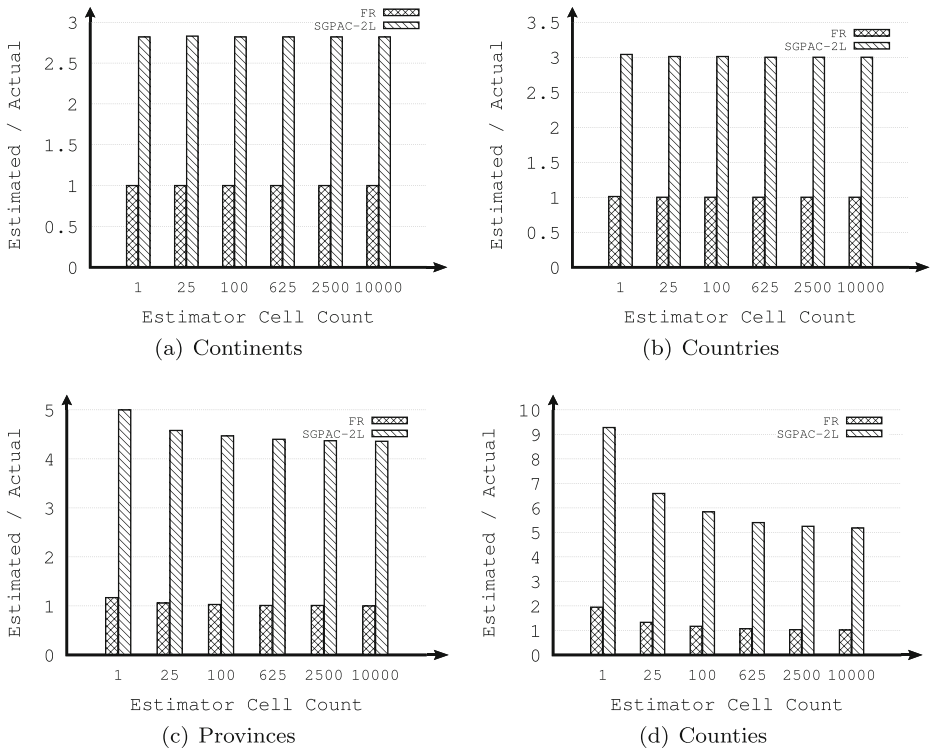 FR
SGPAC-2L
3
2.5
2
1.5
1
0.5
0
Estimated / Actual
1 25 100 625 2500 10000
Estimator Cell Count
(a) Continents
FR
SGPAC-2L
3.5
3
2.5
2
1.5
1
0.5
0
Estimated / Actual
1 25 100 625 2500 10000
Estimator Cell Count
(b) Countries
FR
SGPAC-2L
5
4
3
2
1
0
Estimated / Actual
1 25 100 625 2500 10000
Estimator Cell Count
(c) Provinces
FR
SGPAC-2L
10
9
8
7
6
5
4
3
2
1
0
Estimated / Actual
1 25 100 625 2500 10000
Estimator Cell Count
(d) Counties